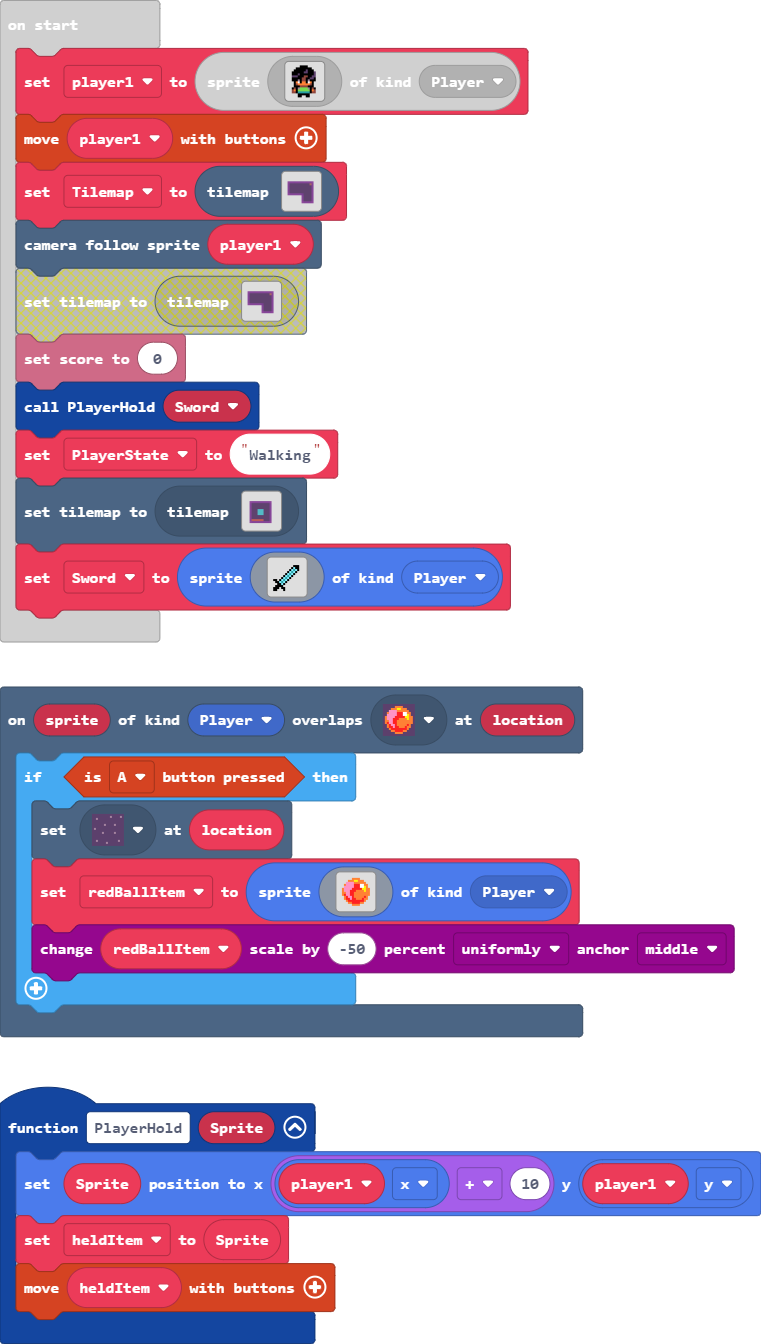 on start
set player1 to sprite of kind Player
move player1 with buttons
set Tilemap to tilemap
camera follow sprite player1
set tilemap to tilemap
set score to 0
call PlayerHold Sword
set PlayerState to "Walking"
set tilemap to tilemap
set Sword to sprite of kind Player
on sprite of kind Player overlaps at location
if is A button pressed then
set at location
set redBallItem to sprite of kind Player
change redBallItem scale by -50 percent uniformly anchor middle
function PlayerHold Sprite
set Sprite position to x player1 x + 10 y player1 y
set heldItem to Sprite
move heldItem with buttons